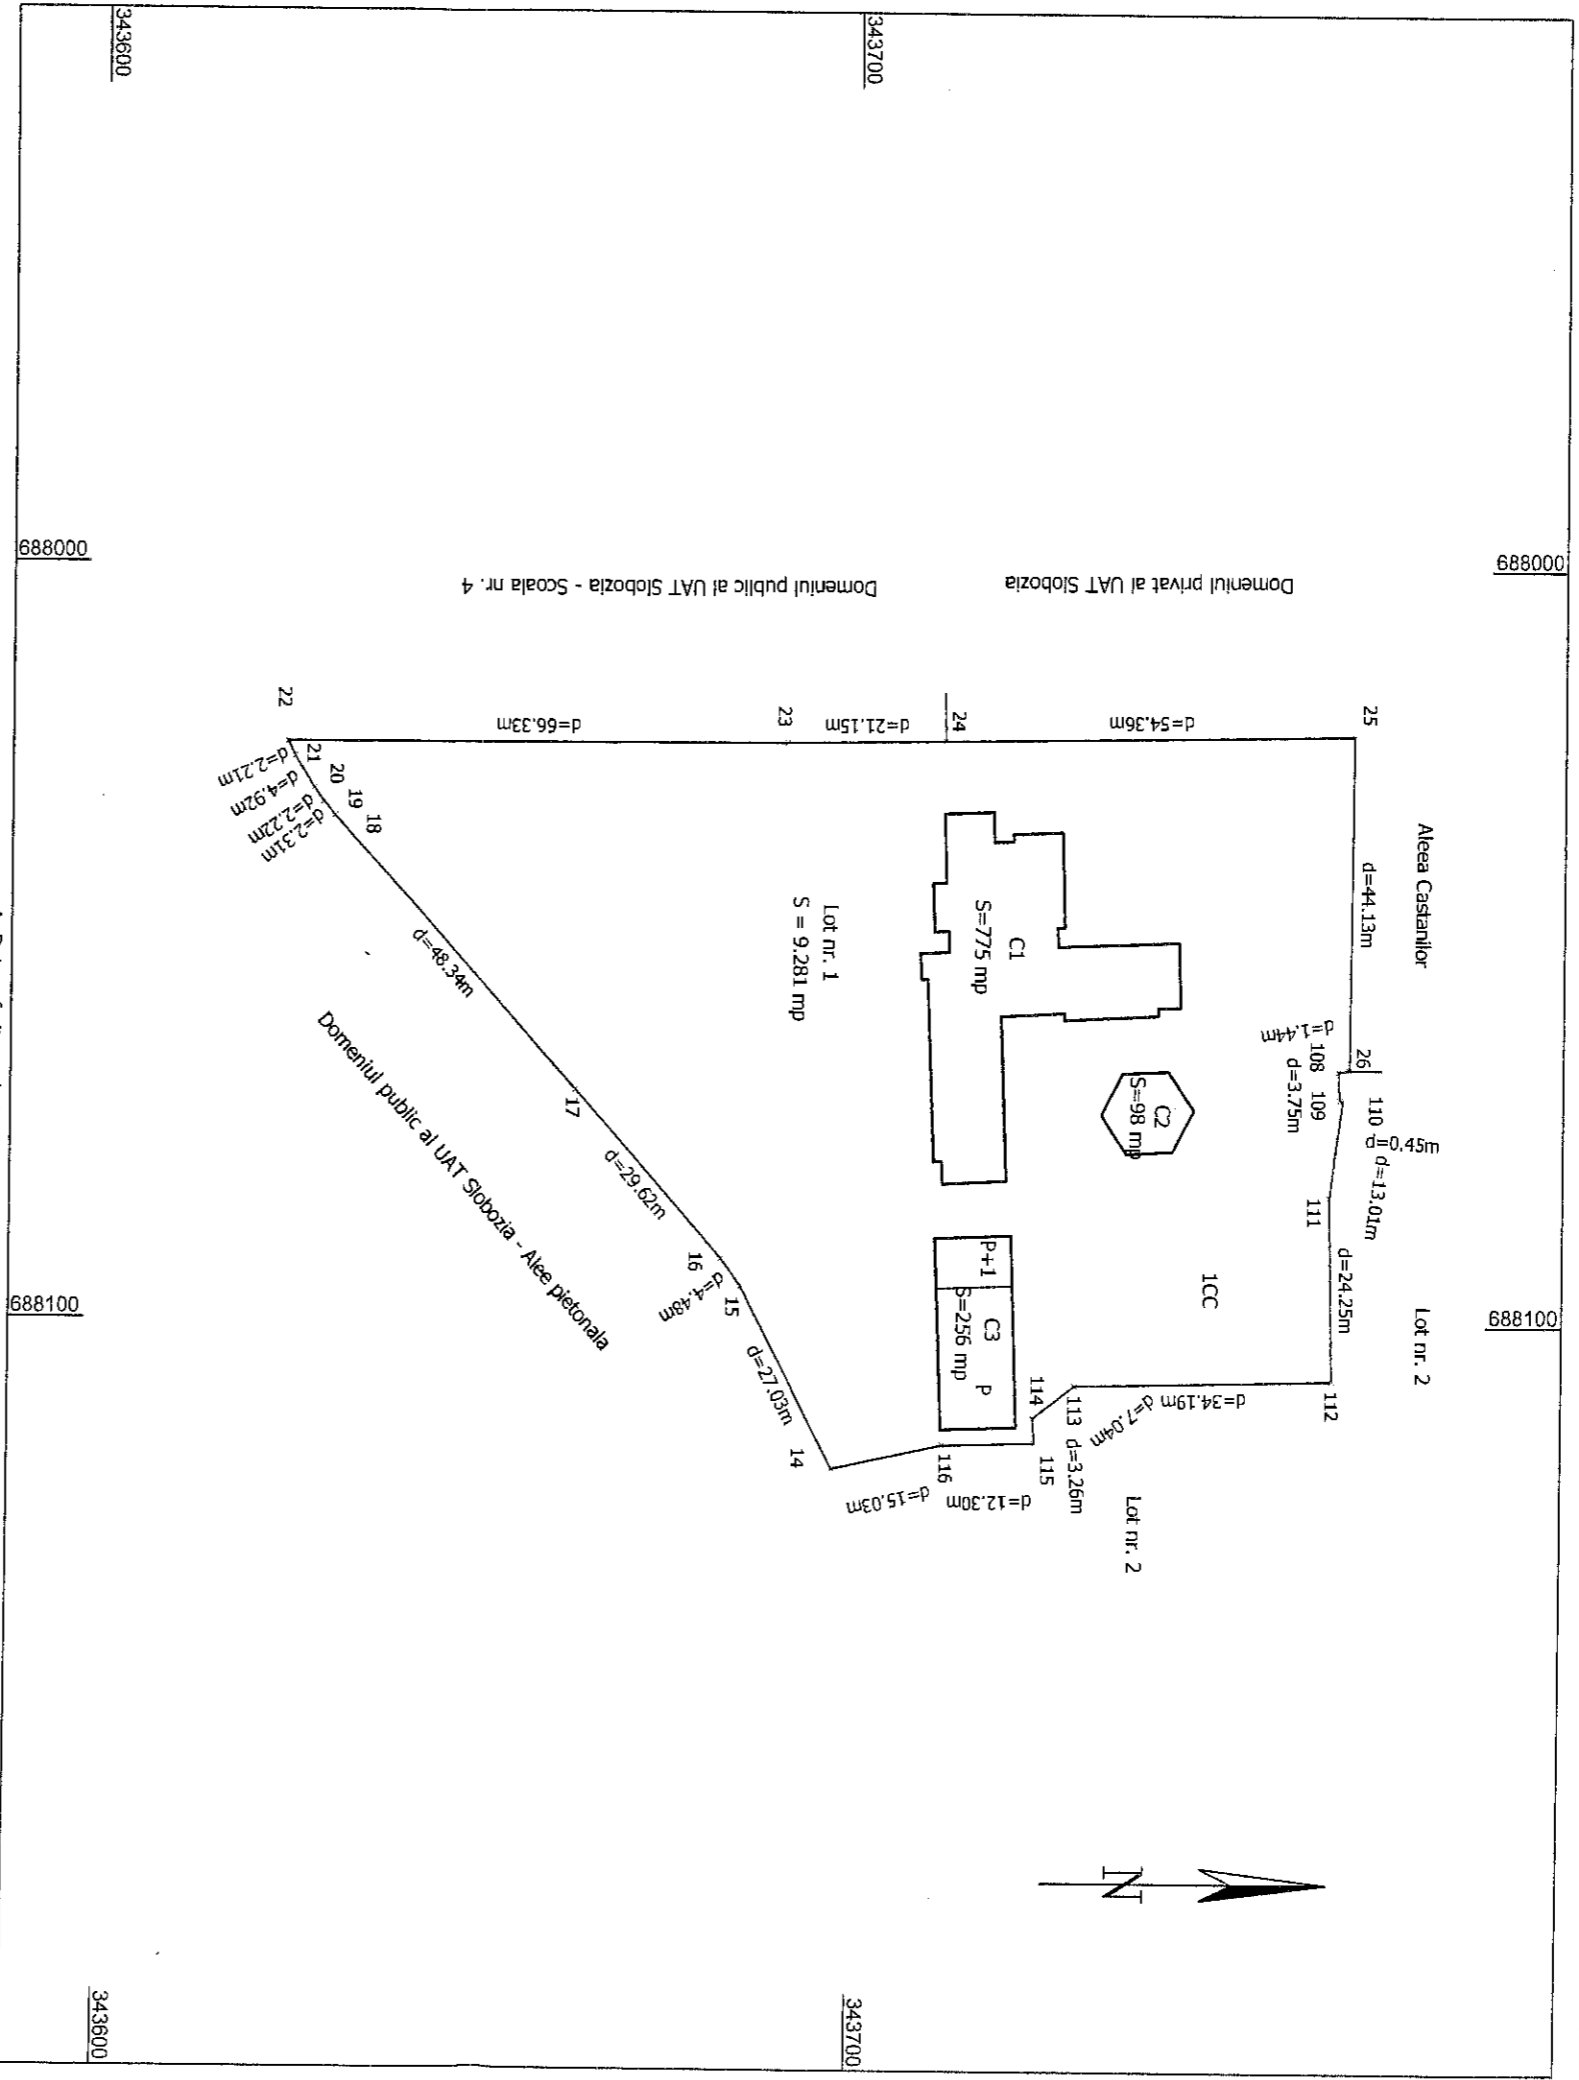 343600
343700
688000
688000
Domeniul public al UAT Slobozia - Scoala nr. 4
Domeniul privat al UAT Slobozia
22
d=66.33m
23
d=21.15m
24
d=54.36m
25
Aleea Castanilor
d=44.13m
21
20
19
18
d=2.21m
d=4.92m
d=2.22m
d=2.31m
d=48.34m
Domeniul public al UAT Slobozia - Alee pietonala
17
d=29.62m
16
d=4.48m
15
d=27.03m
14
Lot nr. 1
S = 9.281 mp
C1
S=775 mp
C2
S=98 mp
d=1.44m
108
26
d=3.75m
109
110
d=0.45m
d=13.01m
111
d=24.25m
Lot nr. 2
1CC
P+1
C3
P
S=256 mp
112
d=34.19m
113
d=7.04m
114
d=3.26m
115
d=12.30m
116
d=15.03m
Lot nr. 2
688100
688100
N
343600
343700